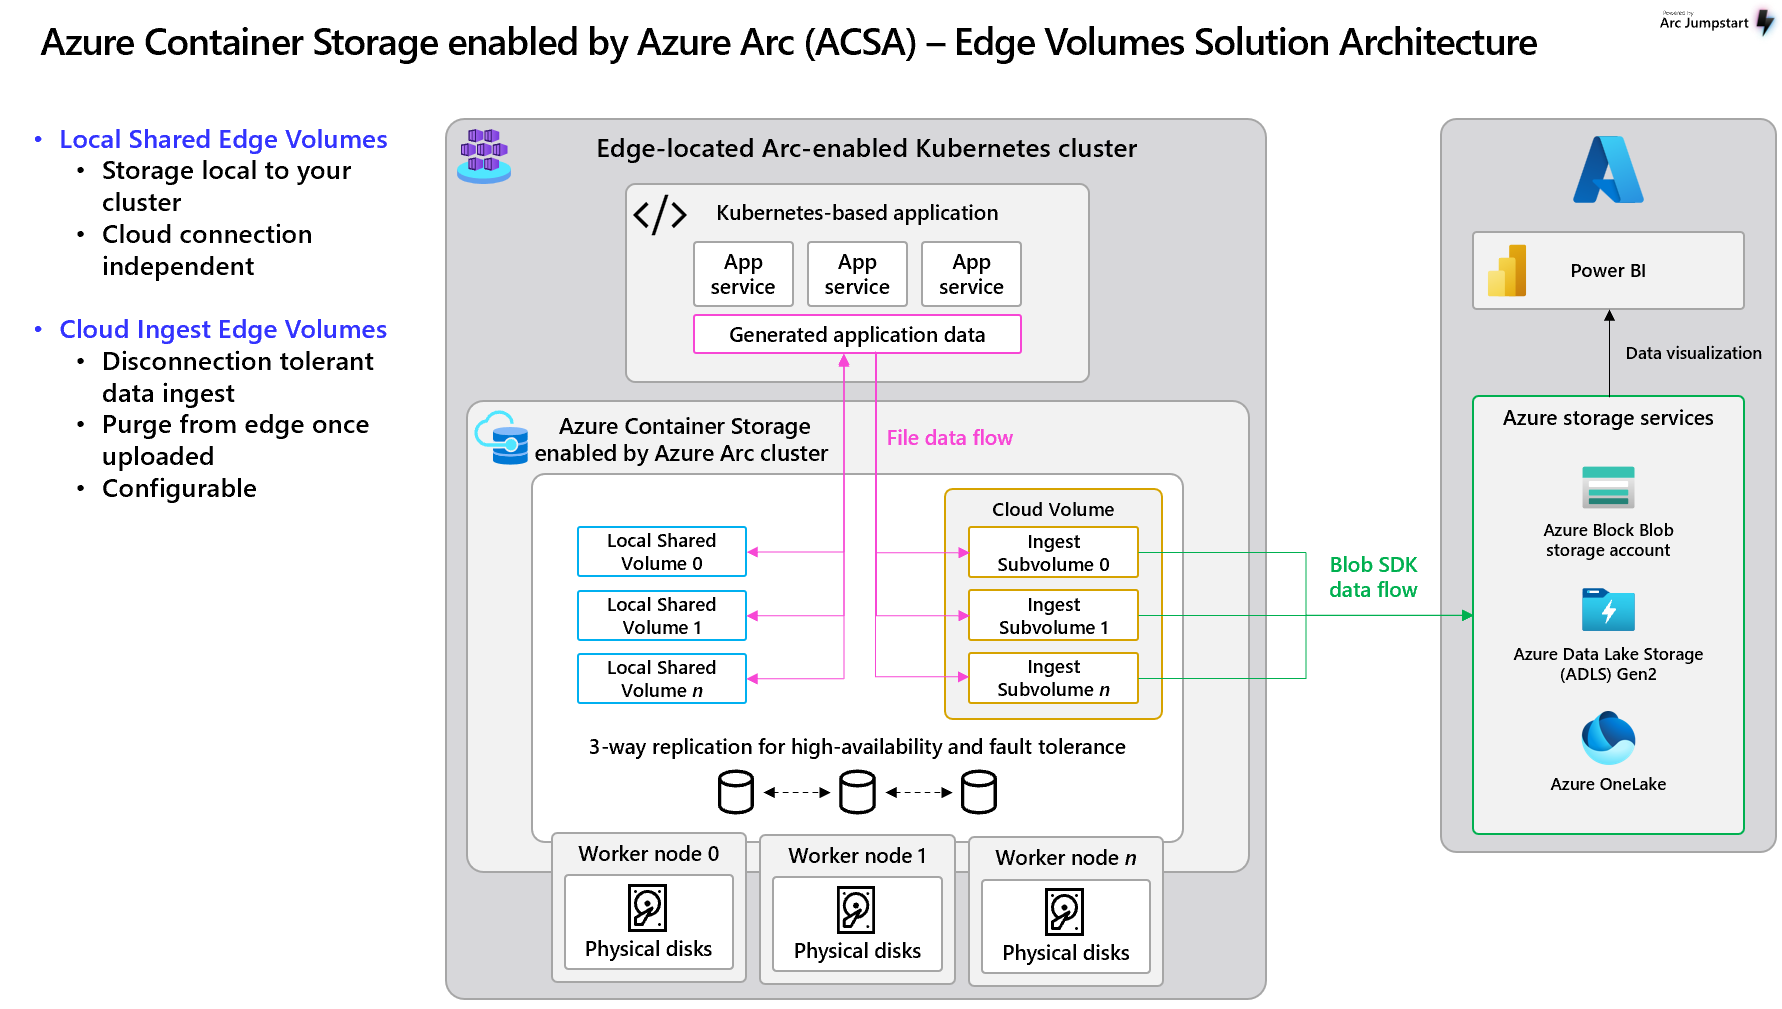 Powered by
Arc Jumpstart
Azure Container Storage enabled by Azure Arc (ACSA) – Edge Volumes Solution Architecture
• Local Shared Edge Volumes
• Storage local to your
cluster
• Cloud connection
independent
• Cloud Ingest Edge Volumes
• Disconnection tolerant
data ingest
• Purge from edge once
uploaded
• Configurable
Edge-located Arc-enabled Kubernetes cluster
Kubernetes-based application
App
service
App
service
App
service
Generated application data
Azure Container Storage
enabled by Azure Arc cluster
File data flow
Local Shared
Volume 0
Local Shared
Volume 1
Local Shared
Volume n
Cloud Volume
Ingest
Subvolume 0
Ingest
Subvolume 1
Ingest
Subvolume n
3-way replication for high-availability and fault tolerance
Worker node 0
Physical disks
Worker node 1
Physical disks
Worker node n
Physical disks
Blob SDK
data flow
Power BI
Data visualization
Azure storage services
Azure Block Blob
storage account
Azure Data Lake Storage
(ADLS) Gen2
Azure OneLake